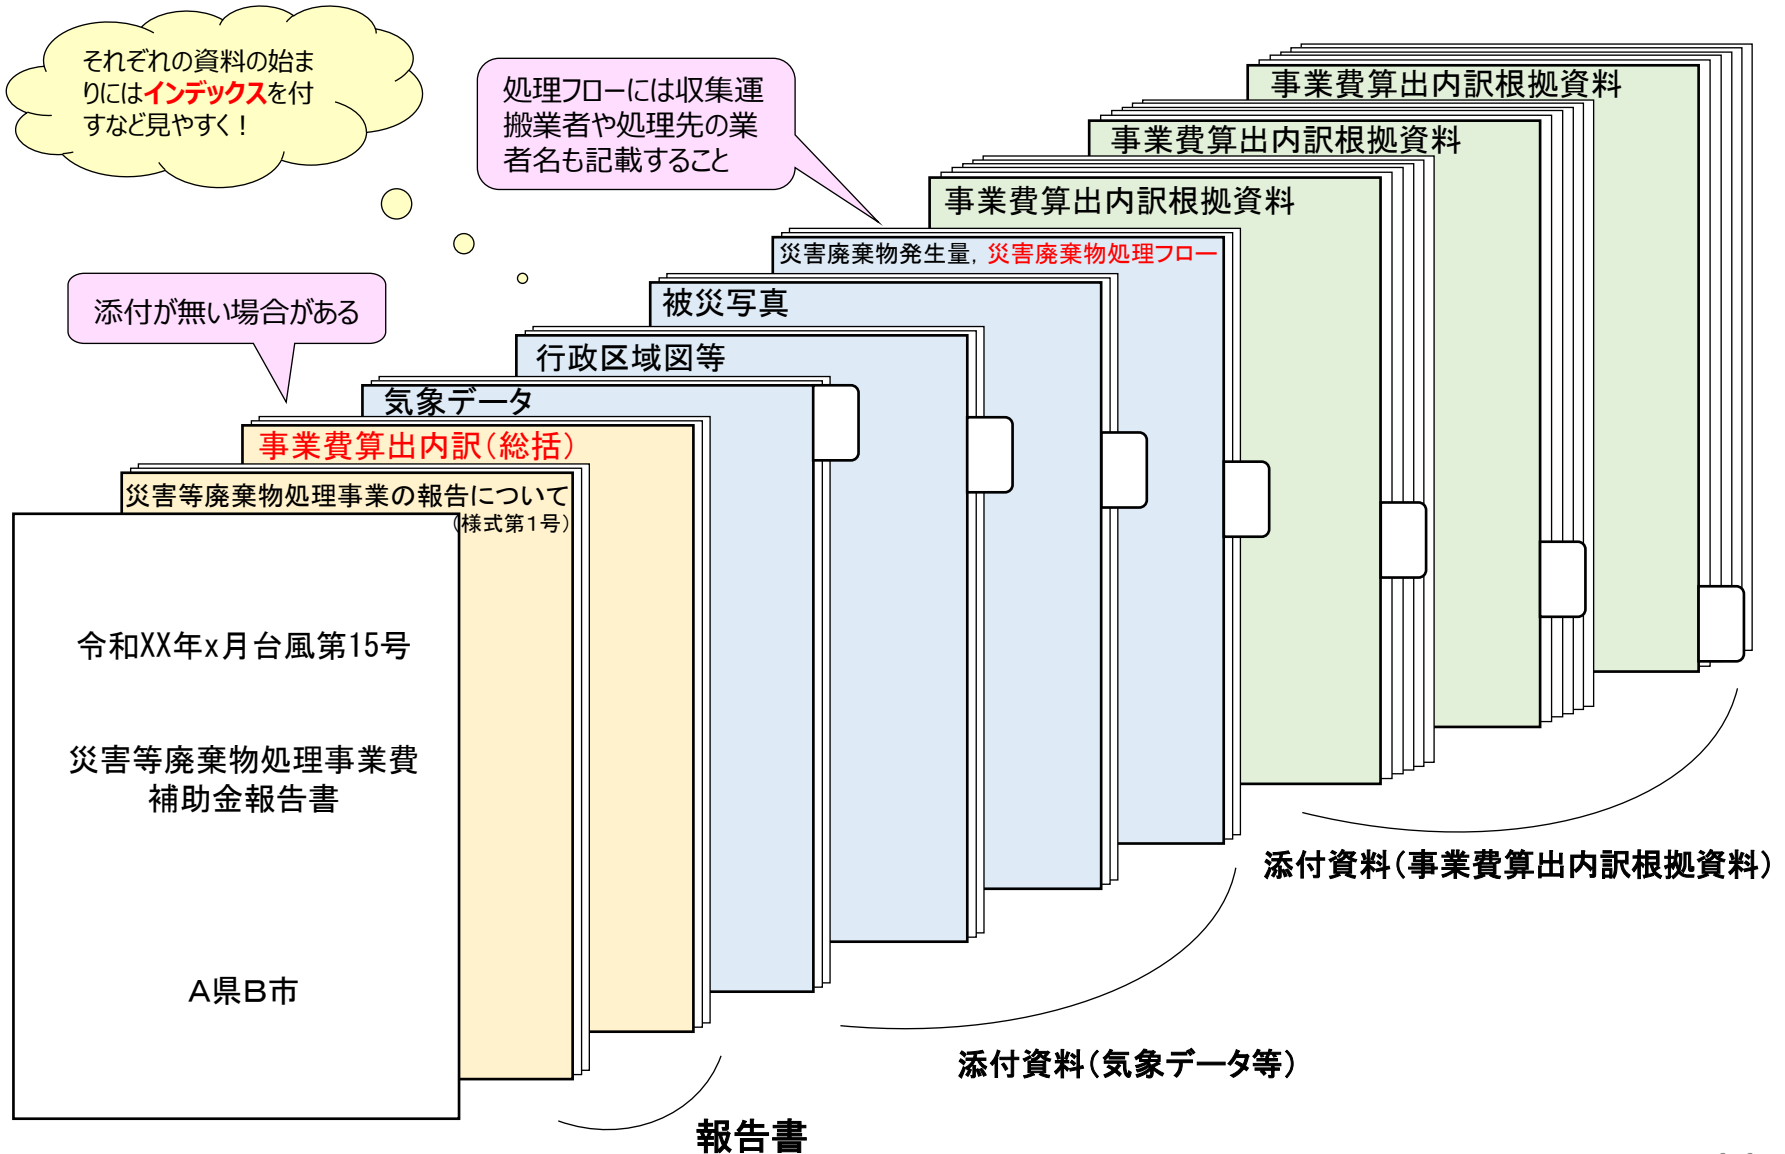 それぞれの資料の始ま
りにはインデックスを付
すなど見やすく！
処理フローには収集運
搬業者や処理先の業
者名も記載すること
添付が無い場合がある
事業費算出内訳根拠資料
事業費算出内訳根拠資料
事業費算出内訳根拠資料
災害廃棄物発生量，災害廃棄物処理フロー
被災写真
行政区域図等
気象データ
事業費算出内訳（総括）
災害等廃棄物処理事業の報告について
（様式第１号）
令和XX年x月台風第15号
災害等廃棄物処理事業費
補助金報告書
A県B市
添付資料（事業費算出内訳根拠資料）
添付資料（気象データ等）
報告書